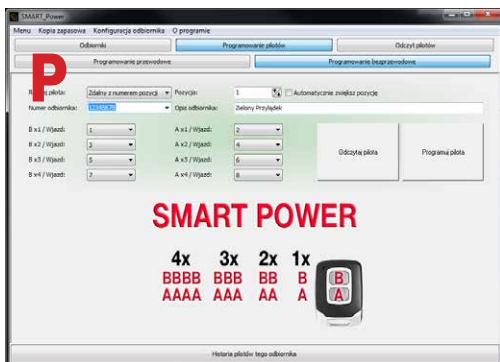 SMART_Power
Menu Kopia zapasowa Konfiguracja odbiornika O programie
Odbiorniki Programowanie pilotów Odczyt pilotów
Programowanie przewodowe Programowanie bezprzewodowe
P
pilota: Zdalny z numerem pozycji Pozycja: 1 Automatycznie zwiększ pozycję
Numer odbiornika: 12345678 Opis odbiornika: Zielony Przylądek
B x1 / Wjazd: 1 A x1 / Wjazd: 2
B x2 / Wjazd: 3 A x2 / Wjazd: 4
Odczytaj pilota Programuj pilota
B x3 / Wjazd: 5 A x3 / Wjazd: 6
B x4 / Wjazd: 7 A x4 / Wjazd: 8
SMART POWER
4x 3x 2x 1x
BBBB BBB BB B B
AAAA AAA AA A A
Historia pilotów tego odbiornika